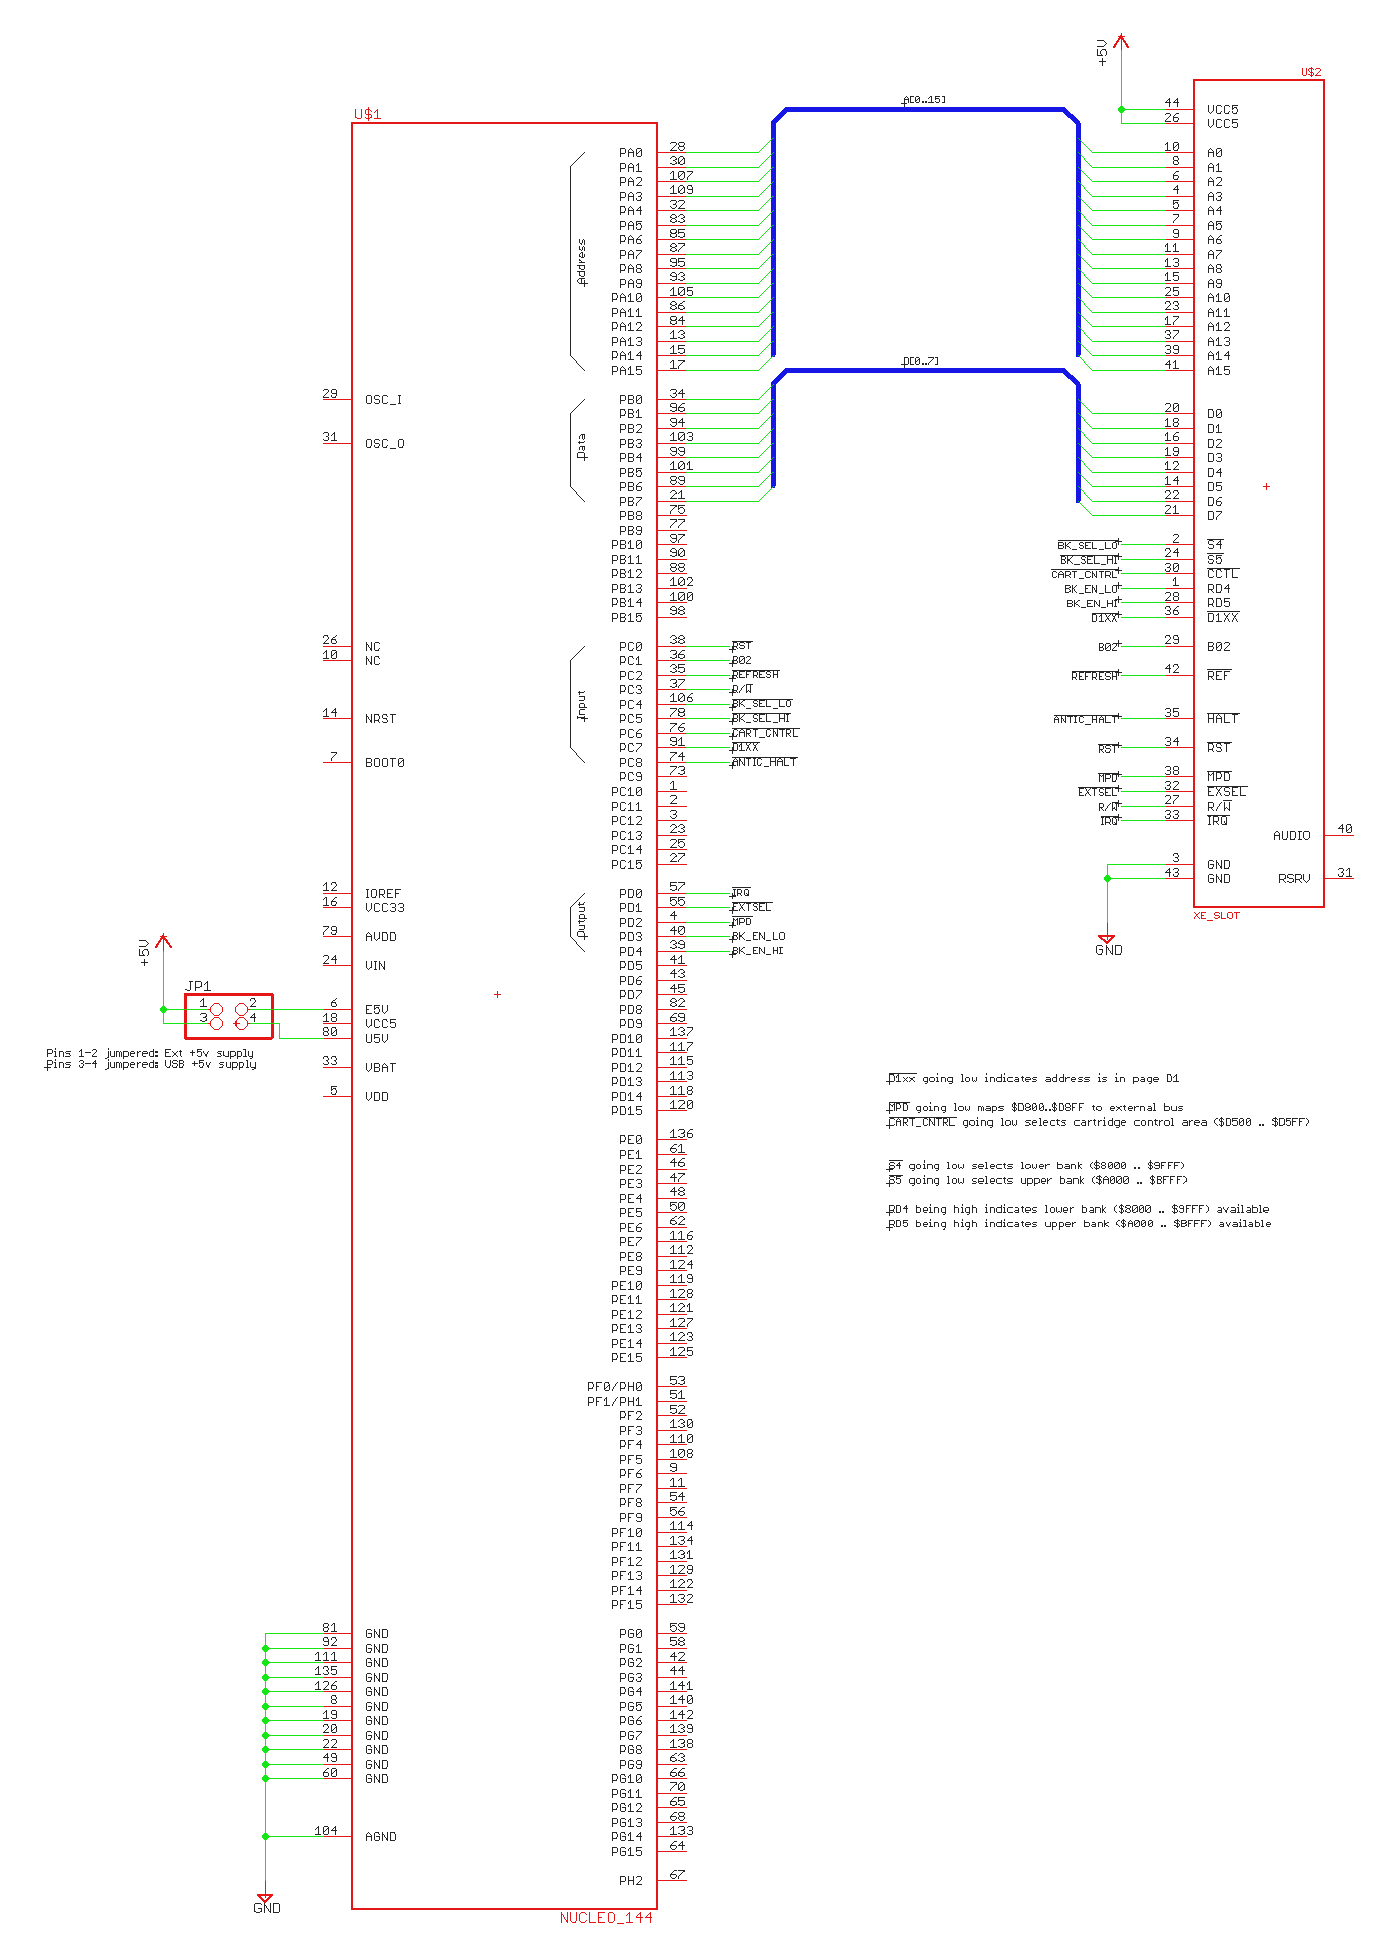 +5V
U$2
44 VCC5
26 VCC5
A[0..15]
U$1
PA0 28
PA1 30
PA2 107
PA3 109
PA4 32
PA5 83
PA6 85
PA7 87
PA8 95
PA9 93
PA10 105
PA11 86
PA12 84
PA13 13
PA14 15
PA15 17
Address
10 A0
8 A1
6 A2
4 A3
5 A4
7 A5
9 A6
11 A7
13 A8
15 A9
25 A10
23 A11
17 A12
37 A13
39 A14
41 A15
D[0..7]
29 OSC_I
31 OSC_O
PB0 34
PB1 96
PB2 94
PB3 103
PB4 99
PB5 101
PB6 89
PB7 21
PB8 75
PB9 77
PB10 97
PB11 90
PB12 88
PB13 102
PB14 100
PB15 98
Data
20 D0
18 D1
16 D2
19 D3
12 D4
14 D5
22 D6
21 D7
BK_SEL_LO 2 S4
BK_SEL_HI 24 S5
CART_CNTRL 30 CCTL
BK_EN_LO 1 RD4
BK_EN_HI 28 RD5
D1XX 36 D1XX
B02 29 B02
REFRESH 42 REF
ANTIC_HALT 35 HALT
RST 34 RST
MPD 38 MPD
EXTSEL 32 EXSEL
R/W 27 R/W
IRQ 33 IRQ
AUDIO 40
3 GND
43 GND
RSRV 31
XE_SLOT
GND
26 NC
10 NC
14 NRST
7 BOOT0
PC0 38 RST
PC1 36 B02
PC2 35 REFRESH
PC3 37 R/W
PC4 106 BK_SEL_LO
PC5 78 BK_SEL_HI
PC6 76 CART_CNTRL
PC7 91 D1XX
PC8 74 ANTIC_HALT
PC9 73
PC10 1
PC11 2
PC12 3
PC13 23
PC14 25
PC15 27
Input
12 IOREF
16 VCC33
79 AVDD
24 VIN
6 E5V
18 VCC5
80 U5V
33 VBAT
5 VDD
PD0 57 IRQ
PD1 55 EXTSEL
PD2 4 MPD
PD3 40 BK_EN_LO
PD4 39 BK_EN_HI
PD5 41
PD6 43
PD7 45
PD8 82
PD9 69
PD10 137
PD11 117
PD12 115
PD13 113
PD14 118
PD15 120
Output
+5V
JP1
1 2
3 4
Pins 1-2 jumpered: Ext +5v supply
Pins 3-4 jumpered: USB +5v supply
D1xx going low indicates address is in page D1
MPD going low maps $D800..$D8FF to external bus
CART_CNTRL going low selects cartridge control area ($D500 .. $D5FF)
S4 going low selects lower bank ($8000 .. $9FFF)
S5 going low selects upper bank ($A000 .. $BFFF)
RD4 being high indicates lower bank ($8000 .. $9FFF) available
RD5 being high indicates upper bank ($A000 .. $BFFF) available
PE0 136
PE1 61
PE2 46
PE3 47
PE4 48
PE5 50
PE6 62
PE7 116
PE8 112
PE9 124
PE10 119
PE11 128
PE12 121
PE13 127
PE14 123
PE15 125
PF0/PH0 53
PF1/PH1 51
PF2 52
PF3 130
PF4 110
PF5 108
PF6 9
PF7 11
PF8 54
PF9 56
PF10 114
PF11 134
PF12 131
PF13 129
PF14 122
PF15 132
81 GND
92 GND
111 GND
135 GND
126 GND
8 GND
19 GND
20 GND
22 GND
49 GND
60 GND
104 AGND
GND
PG0 59
PG1 58
PG2 42
PG3 44
PG4 141
PG5 140
PG6 142
PG7 139
PG8 138
PG9 63
PG10 66
PG11 70
PG12 65
PG13 68
PG14 133
PG15 64
PH2 67
NUCLEO_144